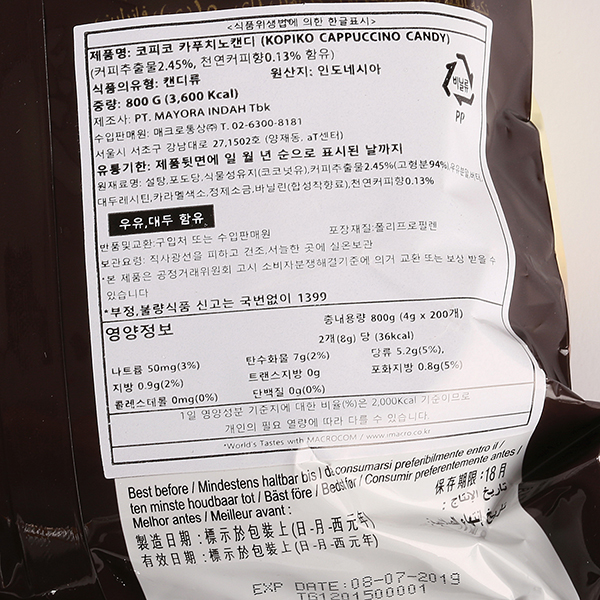 <식품위생법에 의한 한글표시>
제품명: 코피코 카푸치노캔디 (KOPIKO CAPPUCCINO CANDY)
(커피추출물2.45%, 천연커피향0.13% 함유)
식품의유형: 캔디류 원산지: 인도네시아
중량: 800 G (3,600 Kcal)
비닐류
PP
제조사: PT. MAYORA INDAH Tbk
수입판매원: 매크로통상㈜ T. 02-6300-8181
서울시 서초구 강남대로 27,1502호 (양재동, aT센터)
유통기한: 제품뒷면에 일 월 년 순으로 표시된 날까지
원재료명: 설탕,포도당,식물성유지(코코넛유),커피추출물2.45%(고형분94%),
대두레시틴,카라멜색소,정제소금,바닐린(합성착향료),천연커피향0.13%
우유,대두 함유
반품및교환:구입처 또는 수입판매원 포장재질:폴리프로필렌
보관요령: 직사광선을 피하고 건조,서늘한 곳에 실온보관
*본 제품은 공정거래위원회 고시 소비자분쟁해결기준에 의거 교환 또는 보상 받을 수
있습니다
*부정,불량식품 신고는 국번없이 1399
영양정보 총내용량 800g (4g x 200개)
2개(8g) 당 (36kcal)
나트륨 50mg(3%) 탄수화물 7g(2%) 당류 5.2g(5%),
지방 0.9g(2%) 트랜스지방 0g 포화지방 0.8g(5%)
콜레스테롤 0mg(0%) 단백질 0g(0%)
1일 영양성분 기준치에 대한 비율(%)은 2,000Kcal 기준이므로
개인의 필요 열량에 따라 다를 수 있습니다.
*World's Tastes with MACROCOM / www.imacro.co.kr
Best before / Mindestens haltbar bis / da consumarsi preferibilmente entro il /
ten minste houdbaar tot / Bäst före / Bedst før / Consumir preferentemente antes /
Melhor antes / Meilleur avant :
保存期限:18月
製造日期:標示於包裝上(日-月-西元年)
有效日期:標示於包裝上(日-月-西元年)
EXP DATE:08-07-2019
TG1201500001